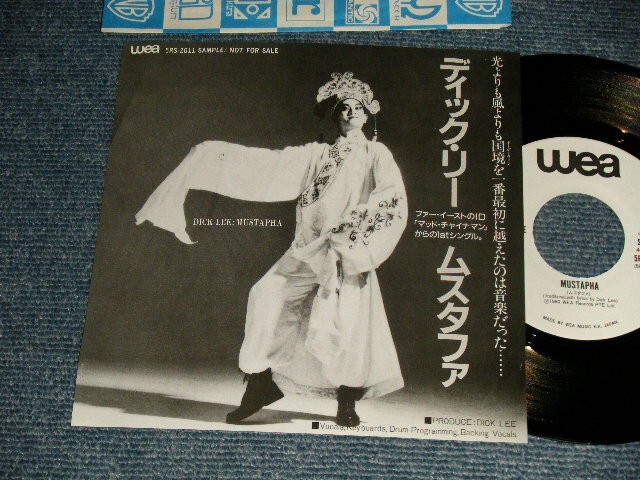 wea SRS-2011 SAMPLE/NOT FOR SALE
光よりも風よりも国境を一番最初に越えたのは音楽だった……
ディック・リー
ファー・イーストのIQ
「マッド・チャイナマン」
からの1stシングル。
ムスタファ
DICK LEE:MUSTAPHA
■PRODUCE:DICK LEE
■Vocals, Keyboards, Drum Programming, Backing Vocals
wea
MUSTAPHA
(ムスタファ)
MADE BY WEA MUSIC K.K. JAPAN